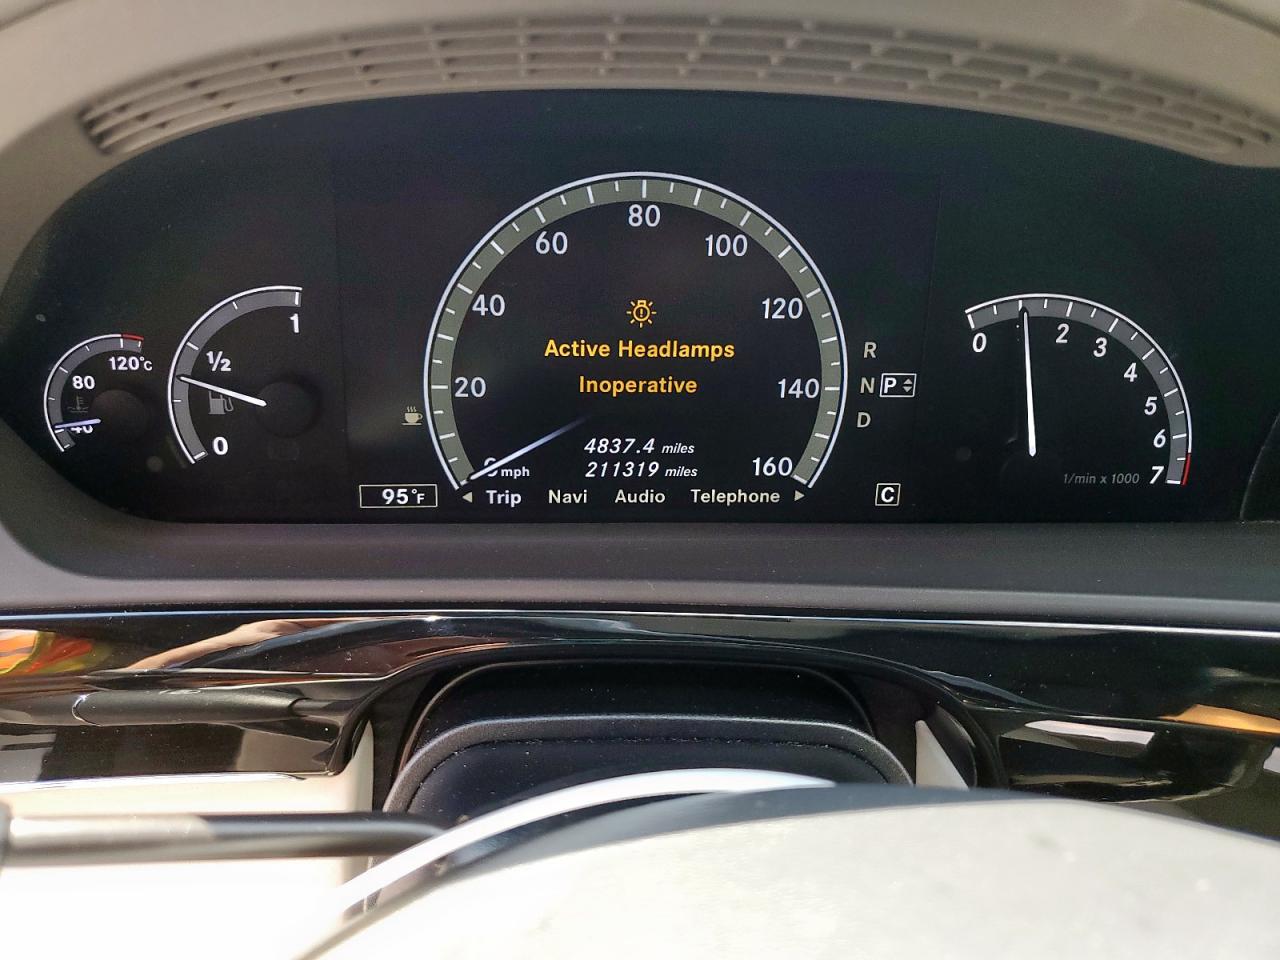 120°C
80
40
1
1/2
0
0
20
40
60
80
100
120
140
160
mph
Active Headlamps
Inoperative
4837.4 miles
211319 miles
95°F
◄ Trip Navi Audio Telephone ►
R
N P
D
C
0
2
3
4
5
6
7
1/min x 1000